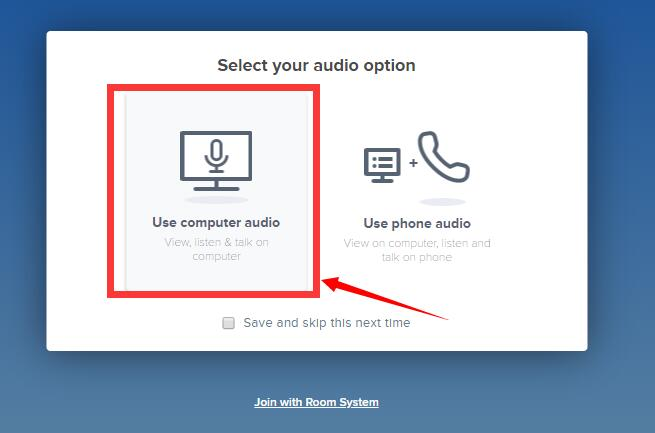 Select your audio option
Use computer audio
View, listen & talk on
computer
+
Use phone audio
View on computer, listen and
talk on phone
Save and skip this next time
Join with Room System